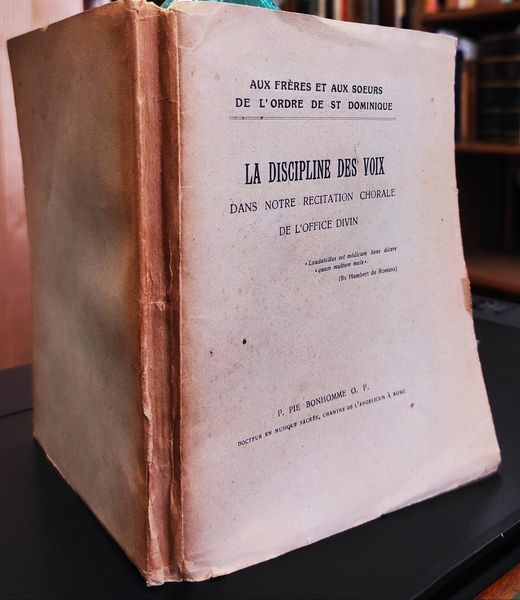 AUX FRÈRES ET AUX SOEURS
DE L'ORDRE DE ST DOMINIQUE
LA DISCIPLINE DES VOIX
DANS NOTRE RECITATION CHORALE
DE L'OFFICE DIVIN
"Laudabilius est médicum bene dicere
"quam multum male".
(Bx Humbert de Romans)
P. PIE BONHOMME O. P.
DOCTEUR EN MUSIQUE SACRÉE, CHANTRE DE L'ANGELICUM À ROME